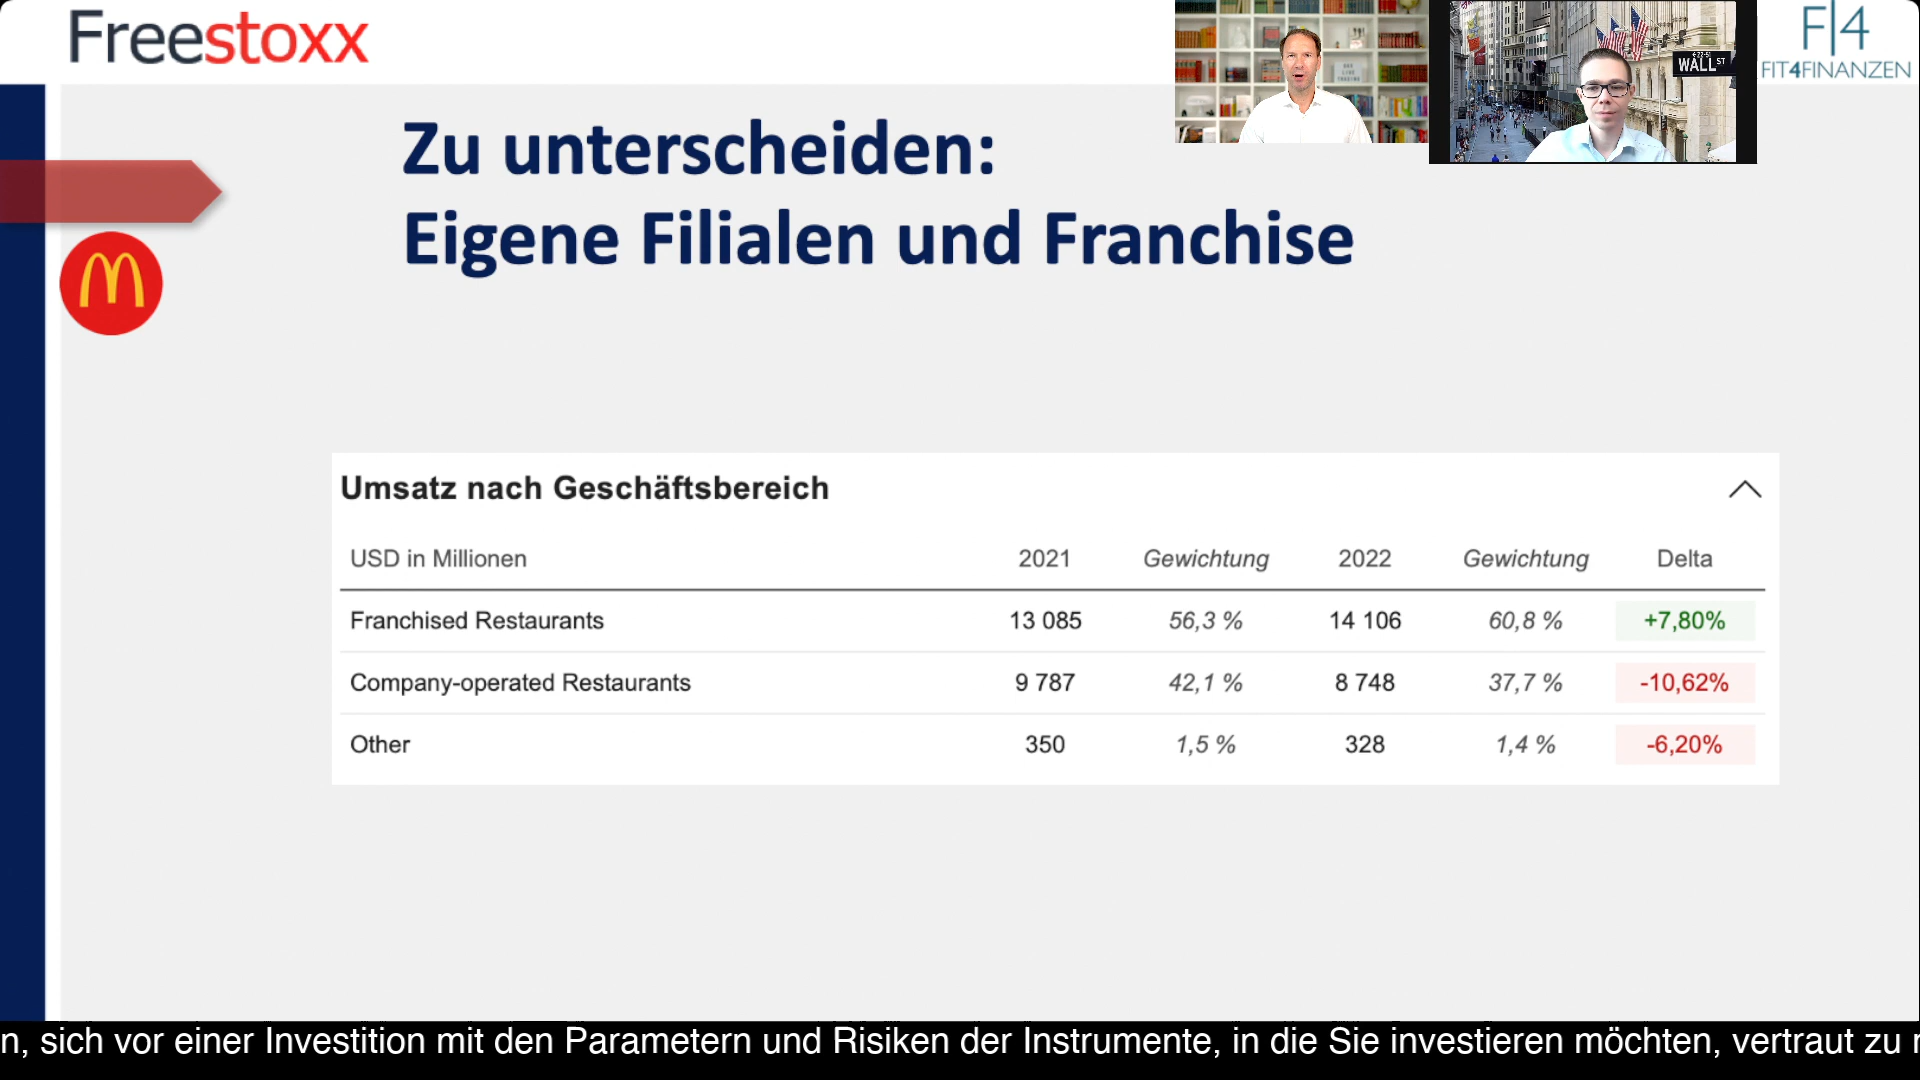 Freestoxx
F|4
FIT4FINANZEN
WALL ST
Zu unterscheiden:
Eigene Filialen und Franchise
Umsatz nach Geschäftsbereich
USD in Millionen 2021 Gewichtung 2022 Gewichtung Delta
Franchised Restaurants 13 085 56,3 % 14 106 60,8 % +7,80%
Company-operated Restaurants 9 787 42,1 % 8 748 37,7 % -10,62%
Other 350 1,5 % 328 1,4 % -6,20%
n, sich vor einer Investition mit den Parametern und Risiken der Instrumente, in die Sie investieren möchten, vertraut zu